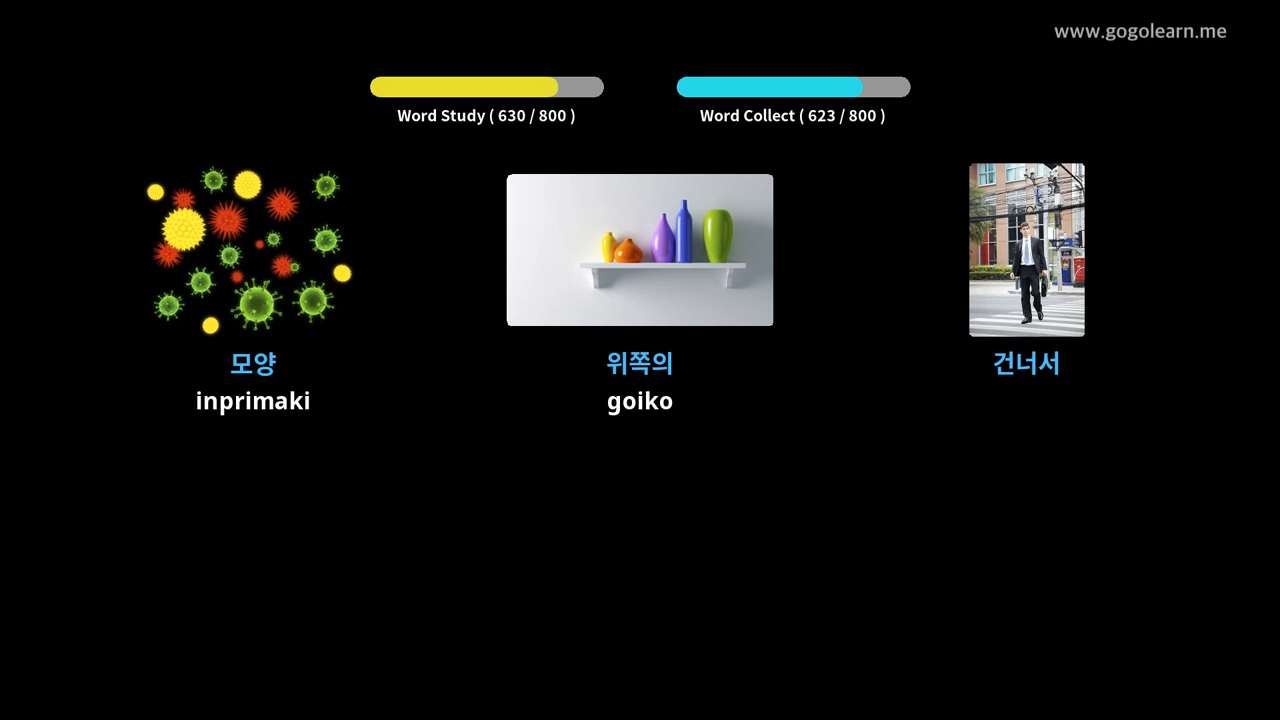 www.gogolearn.me
Word Study ( 630 / 800 )
Word Collect ( 623 / 800 )
모양
위쪽의
건너서
inprimaki
goiko